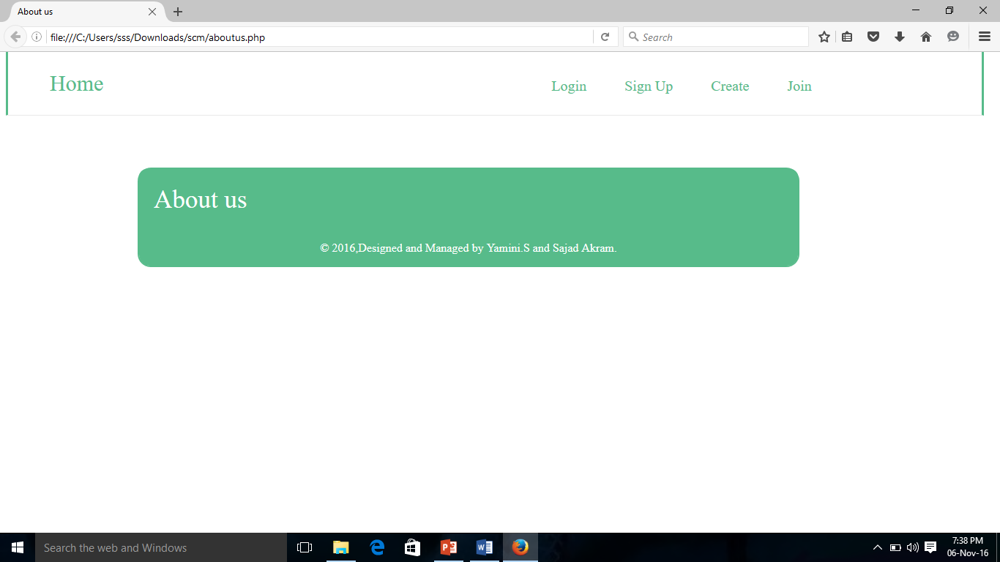 About us
file:///C:/Users/sss/Downloads/scm/aboutus.php
Search
Home
Login Sign Up Create Join
About us
© 2016,Designed and Managed by Yamini.S and Sajad Akram.
Search the web and Windows
7:38 PM
06-Nov-16